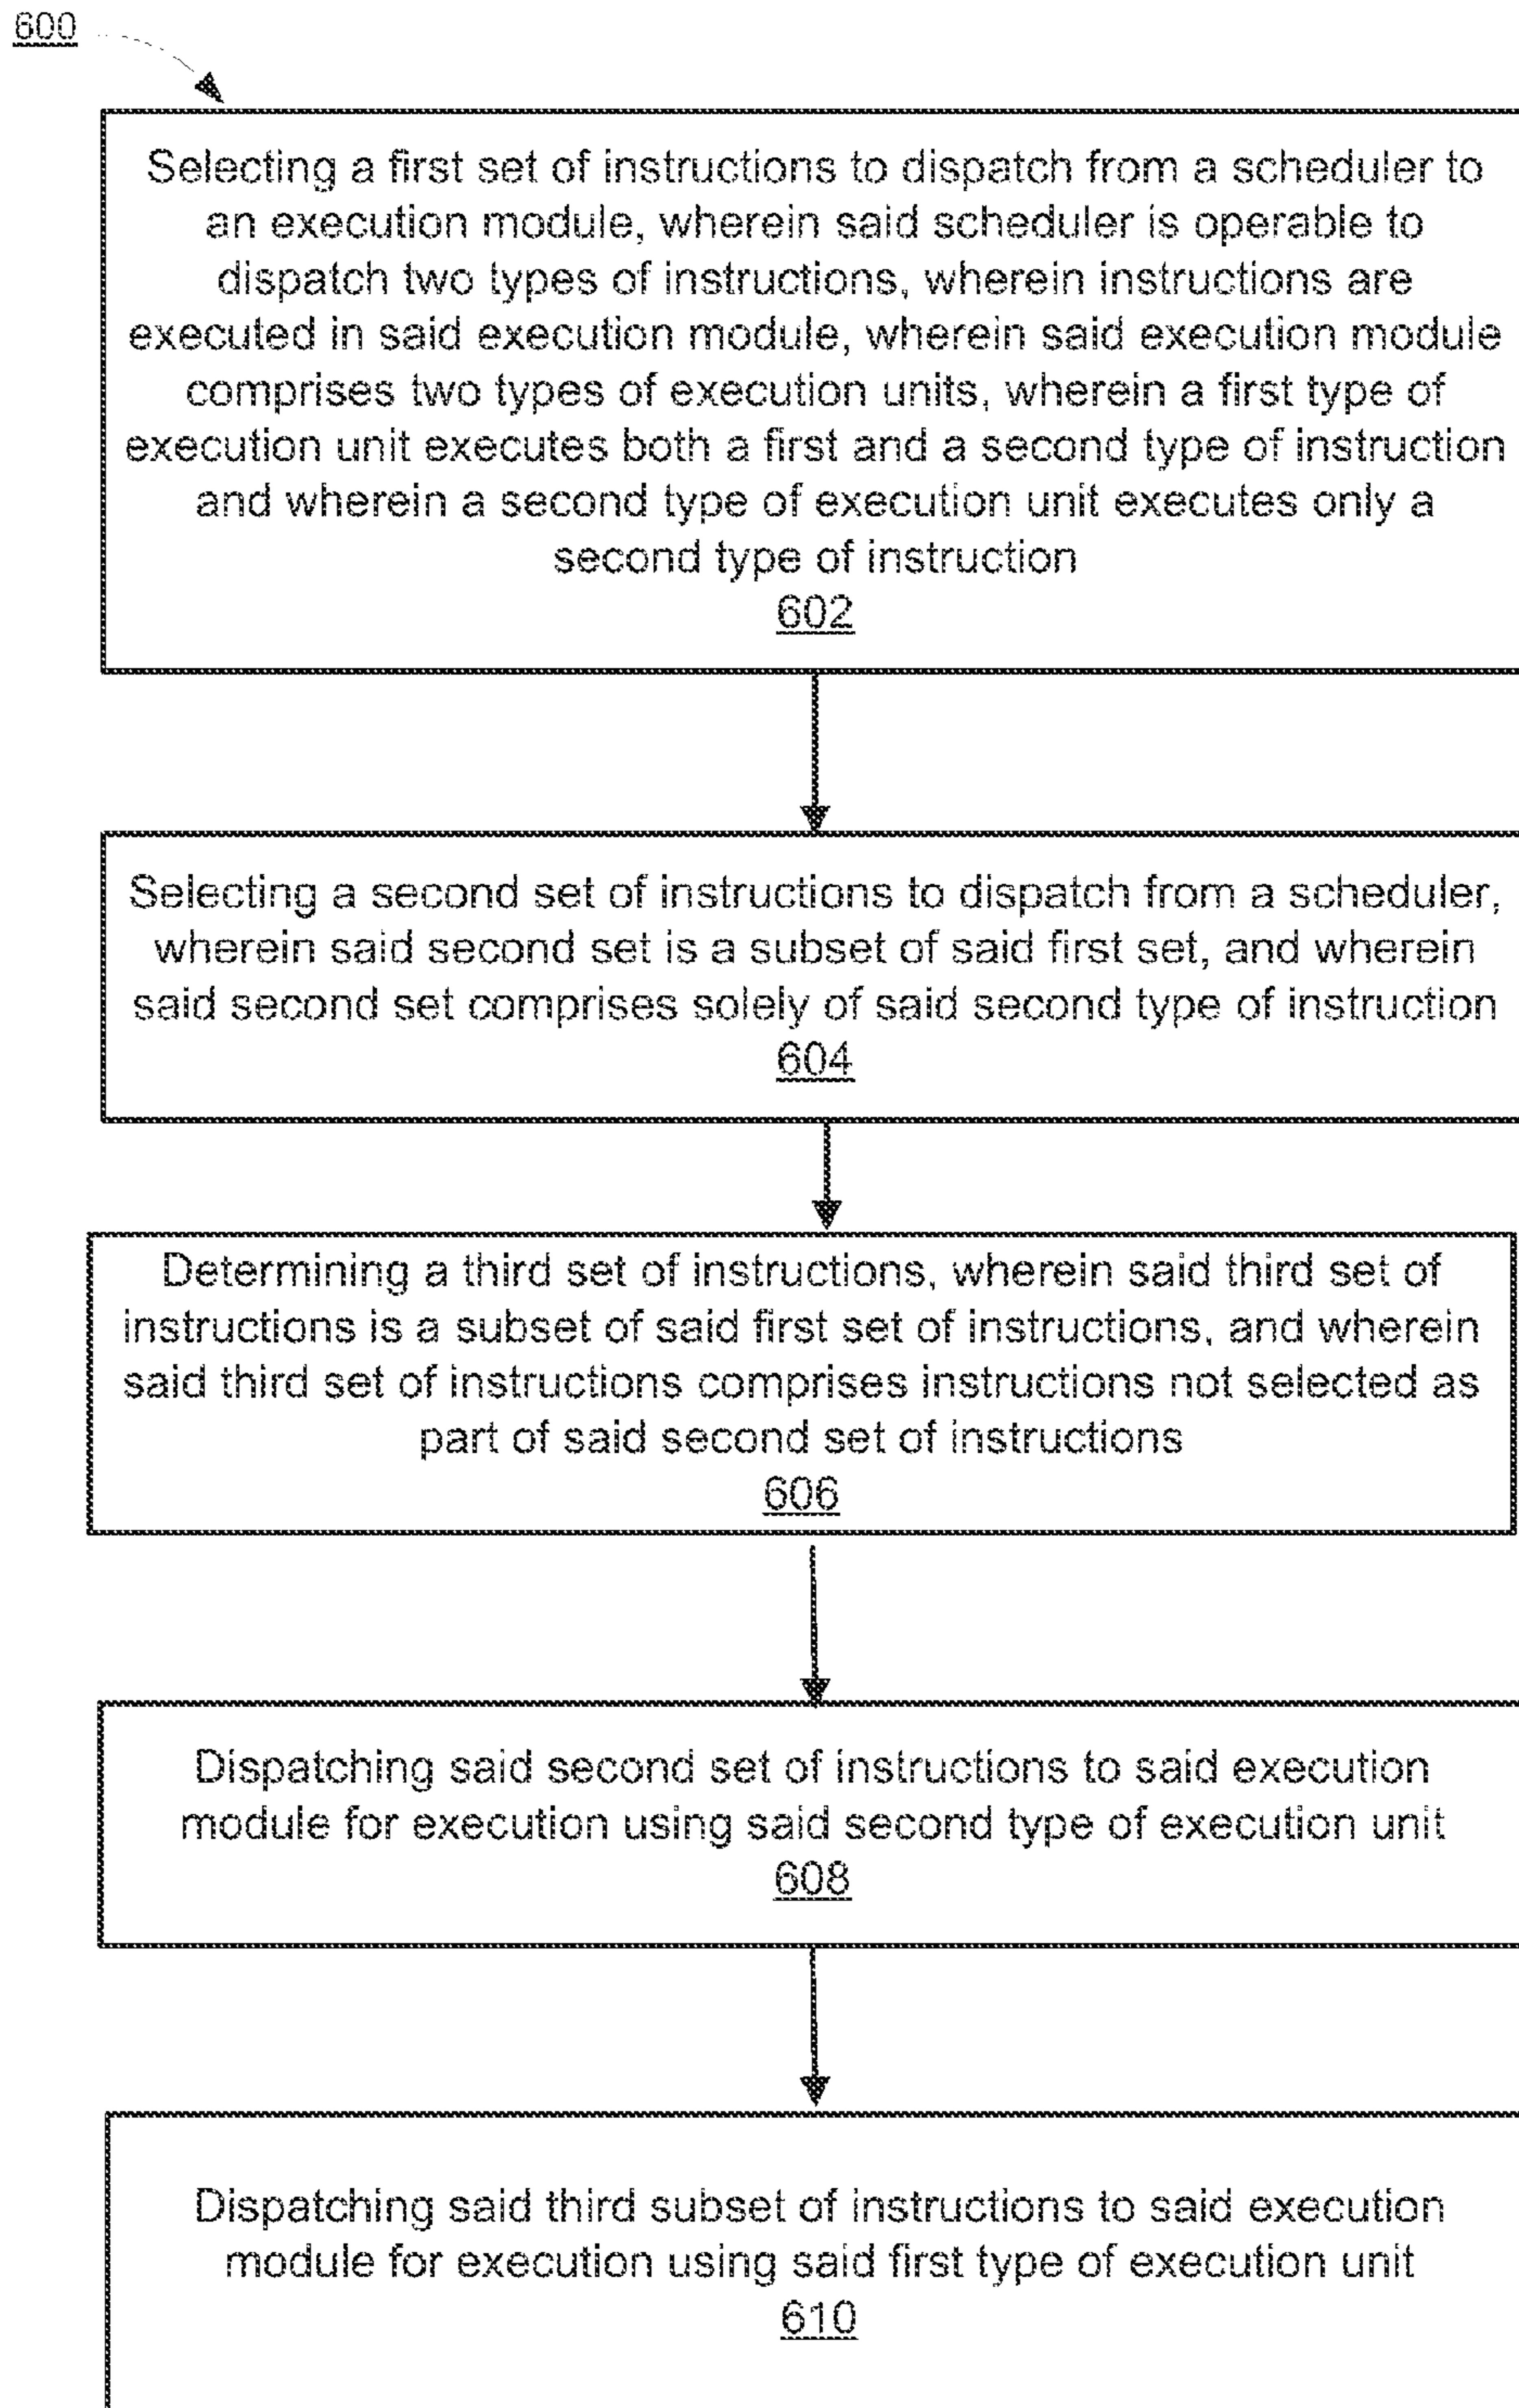 600
Selecting a first set of instructions to dispatch from a scheduler to
an execution module, wherein said scheduler is operable to
dispatch two types of instructions, wherein instructions are
executed in said execution module, wherein said execution module
comprises two types of execution units, wherein a first type of
execution unit executes both a first and a second type of instruction
and wherein a second type of execution unit executes only a
second type of instruction
602
Selecting a second set of instructions to dispatch from a scheduler,
wherein said second set is a subset of said first set, and wherein
said second set comprises solely of said second type of instruction
604
Determining a third set of instructions, wherein said third set of
instructions is a subset of said first set of instructions, and wherein
said third set of instructions comprises instructions not selected as
part of said second set of instructions
606
Dispatching said second set of instructions to said execution
module for execution using said second type of execution unit
608
Dispatching said third subset of instructions to said execution
module for execution using said first type of execution unit
610